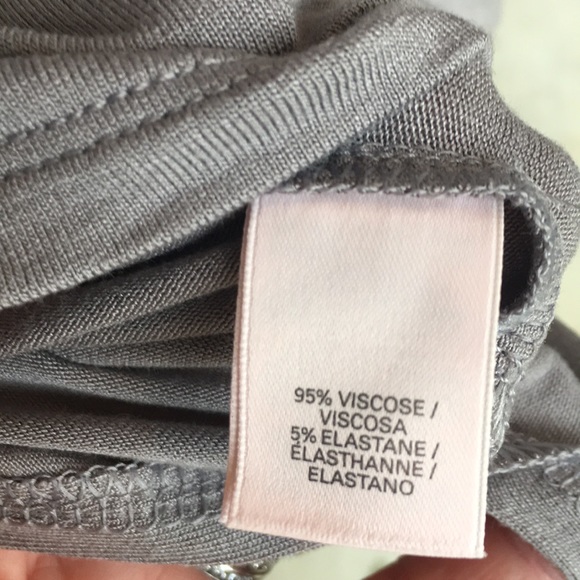 95% VISCOSE /
VISCOSA
5% ELASTANE /
ÉLASTHANNE /
ELASTANO